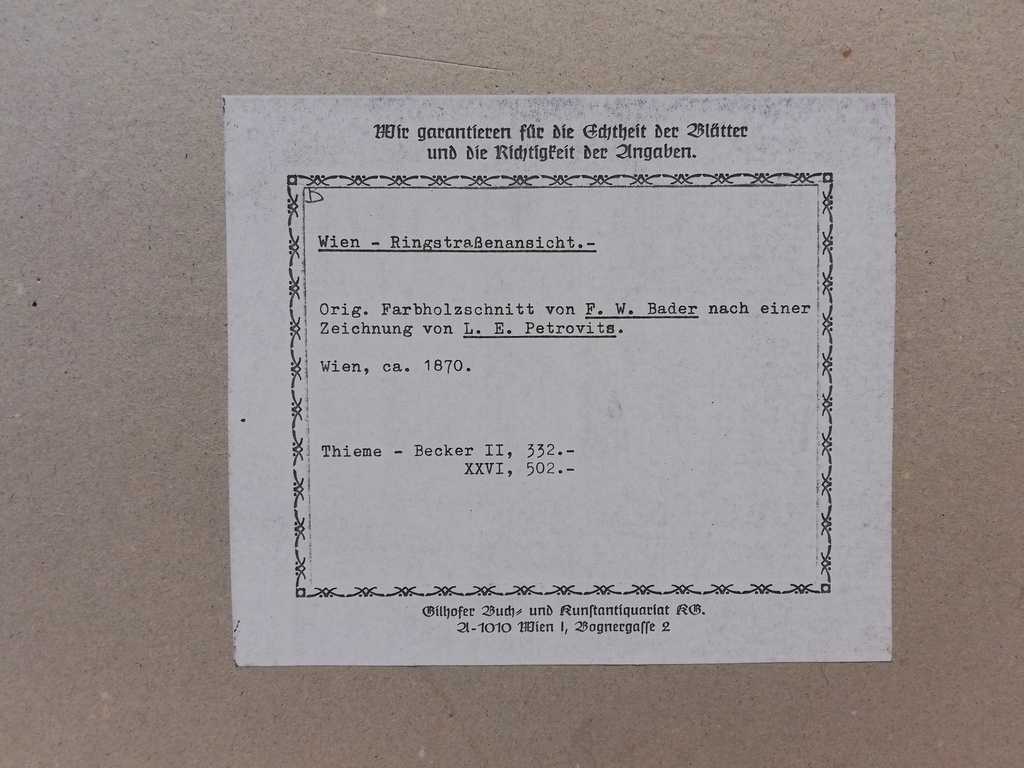 Wir garantieren für die Echtheit der Blätter
und die Richtigkeit der Angaben.
D
Wien - Ringstraßenansicht.-
Orig. Farbholzschnitt von F. W. Bader nach einer
Zeichnung von L. E. Petrovits.
Wien, ca. 1870.
Thieme - Becker II, 332.-
XXVI, 502.-
Gilhofer Buch- und Kunstantiquariat KG.
A-1010 Wien I, Bognergasse 2